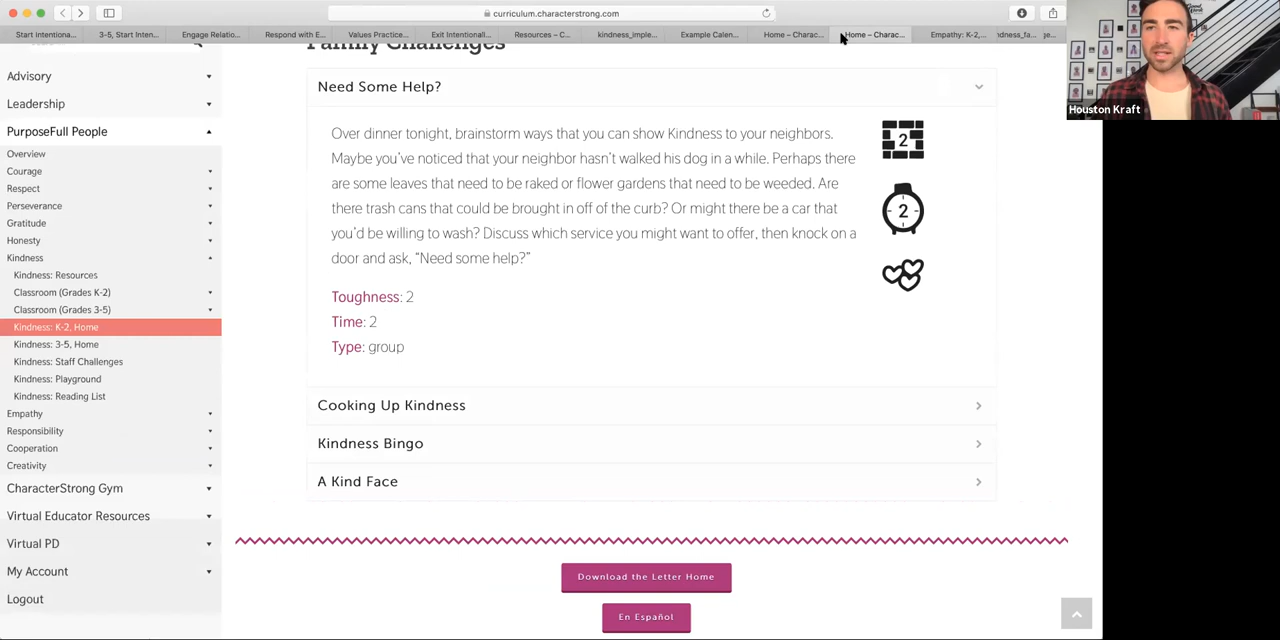 curriculum.characterstrong.com
Start Intentiona...
3-5, Start Inten...
Engage Relatio...
Respond with E...
Values Practice...
Exit Intentionali...
Resources – C...
kindness_imple...
Example Calen...
Home – Charac...
Home – Charac...
Empathy: K-2,...
Houston Kraft
Family Challenges
Advisory
Leadership
PurposeFull People
Overview
Courage
Respect
Perseverance
Gratitude
Honesty
Kindness
Kindness: Resources
Classroom (Grades K-2)
Classroom (Grades 3-5)
Kindness: K-2, Home
Kindness: 3-5, Home
Kindness: Staff Challenges
Kindness: Playground
Kindness: Reading List
Empathy
Responsibility
Cooperation
Creativity
CharacterStrong Gym
Virtual Educator Resources
Virtual PD
My Account
Logout
Need Some Help?
Over dinner tonight, brainstorm ways that you can show Kindness to your neighbors.
Maybe you've noticed that your neighbor hasn't walked his dog in a while. Perhaps there
are some leaves that need to be raked or flower gardens that need to be weeded. Are
there trash cans that could be brought in off of the curb? Or might there be a car that
you'd be willing to wash? Discuss which service you might want to offer, then knock on a
door and ask, "Need some help?"
2
2
Toughness: 2
Time: 2
Type: group
Cooking Up Kindness
Kindness Bingo
A Kind Face
Download the Letter Home
En Español